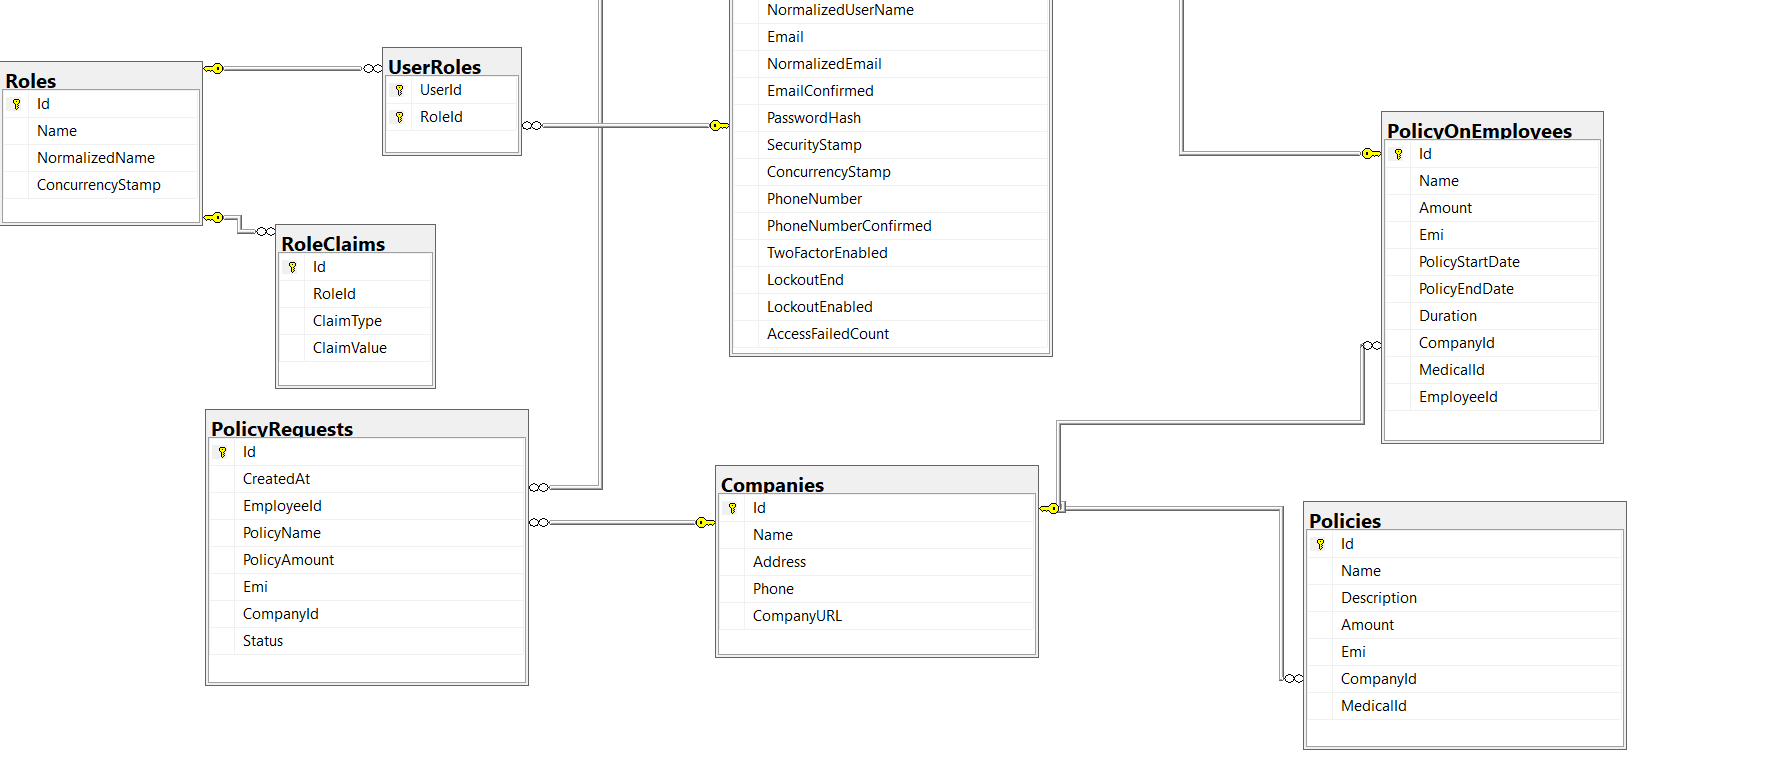 Roles
Id
Name
NormalizedName
ConcurrencyStamp
UserRoles
UserId
RoleId
RoleClaims
Id
RoleId
ClaimType
ClaimValue
NormalizedUserName
Email
NormalizedEmail
EmailConfirmed
PasswordHash
SecurityStamp
ConcurrencyStamp
PhoneNumber
PhoneNumberConfirmed
TwoFactorEnabled
LockoutEnd
LockoutEnabled
AccessFailedCount
PolicyOnEmployees
Id
Name
Amount
Emi
PolicyStartDate
PolicyEndDate
Duration
CompanyId
MedicalId
EmployeeId
PolicyRequests
Id
CreatedAt
EmployeeId
PolicyName
PolicyAmount
Emi
CompanyId
Status
Companies
Id
Name
Address
Phone
CompanyURL
Policies
Id
Name
Description
Amount
Emi
CompanyId
MedicalId